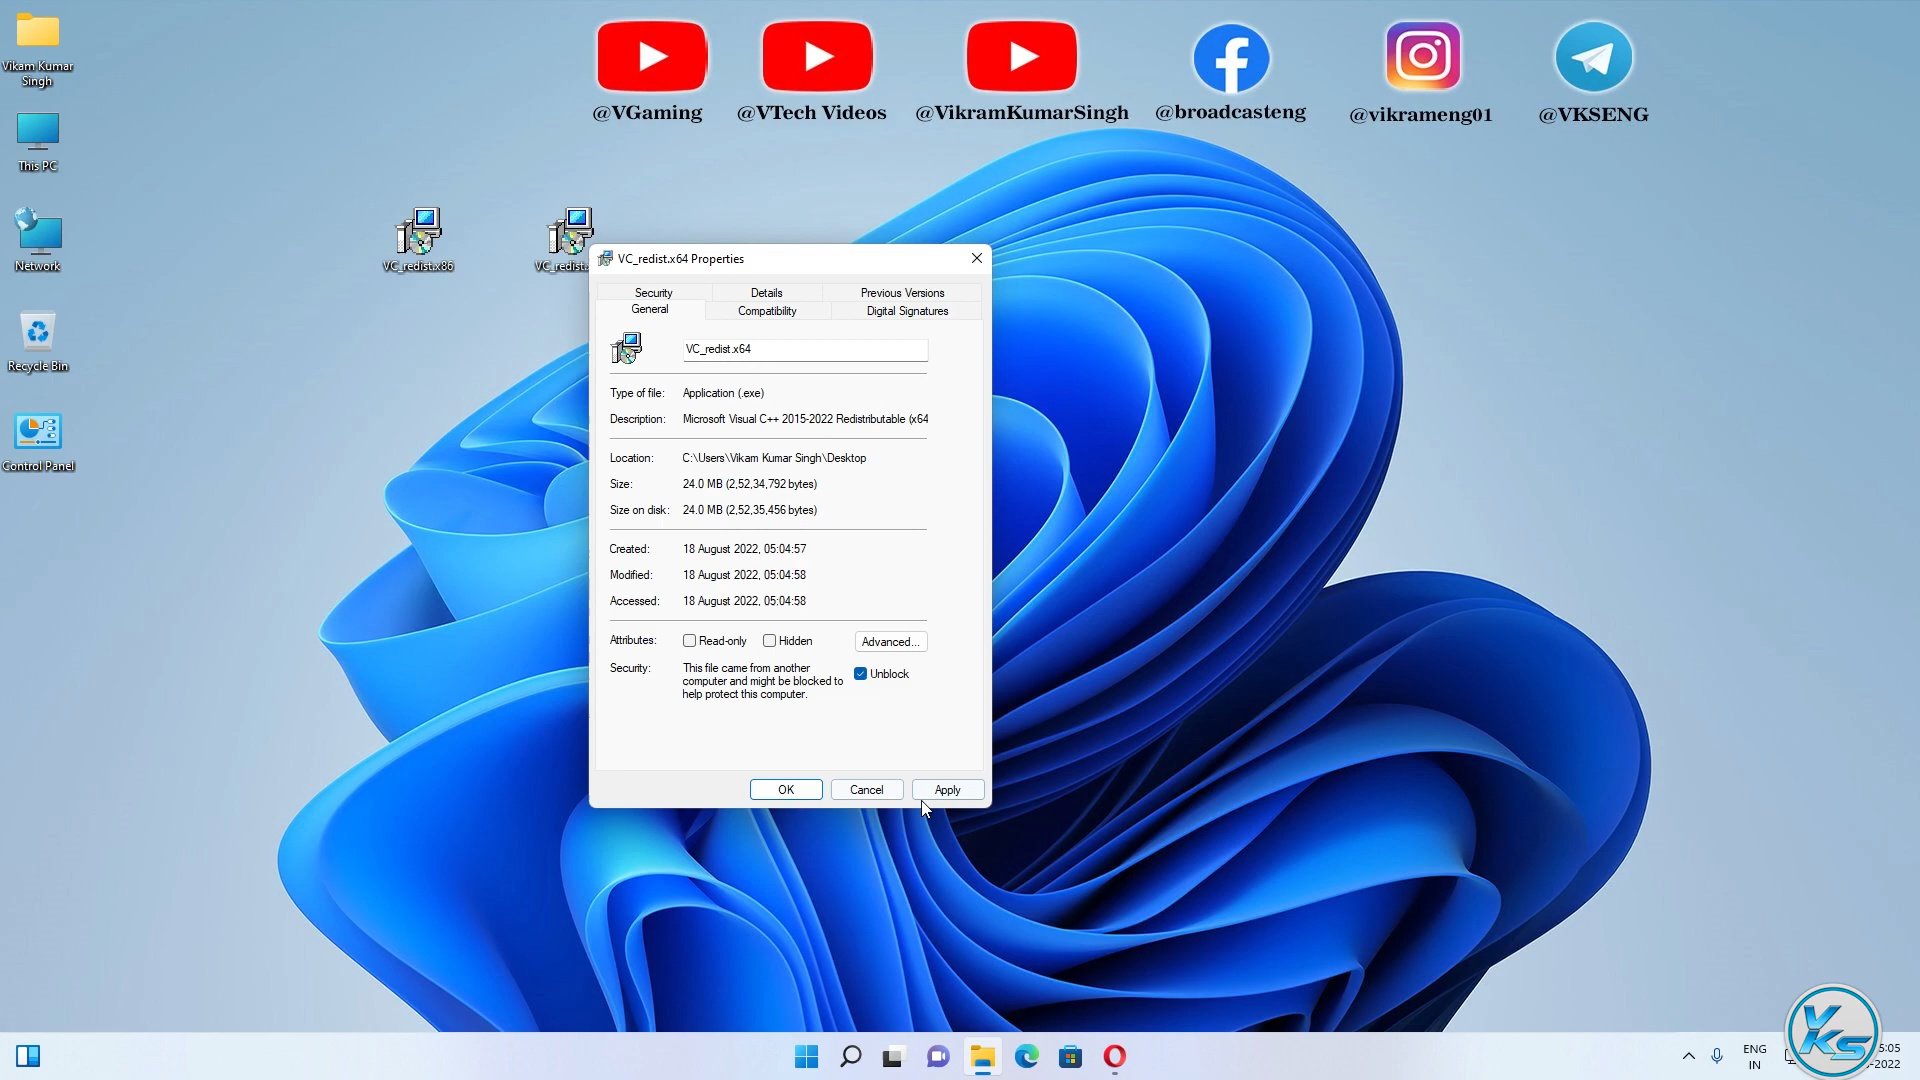 Vikam Kumar
Singh
This PC
Network
Recycle Bin
Control Panel
@VGaming
@VTech Videos
@VikramKumarSingh
@broadcasteng
@vikrameng01
@VKSENG
VC_redist.x86
VC_redist.
VC_redist.x64 Properties
Security
Details
Previous Versions
General
Compatibility
Digital Signatures
VC_redist.x64
Type of file: Application (.exe)
Description: Microsoft Visual C++ 2015-2022 Redistributable (x64
Location: C:\Users\Vikam Kumar Singh\Desktop
Size: 24.0 MB (2,52,34,792 bytes)
Size on disk: 24.0 MB (2,52,35,456 bytes)
Created: 18 August 2022, 05:04:57
Modified: 18 August 2022, 05:04:58
Accessed: 18 August 2022, 05:04:58
Attributes: Read-only Hidden Advanced...
Security: This file came from another
computer and might be blocked to
help protect this computer.
Unblock
OK
Cancel
Apply
ENG
IN
5:05
-2022
VKS